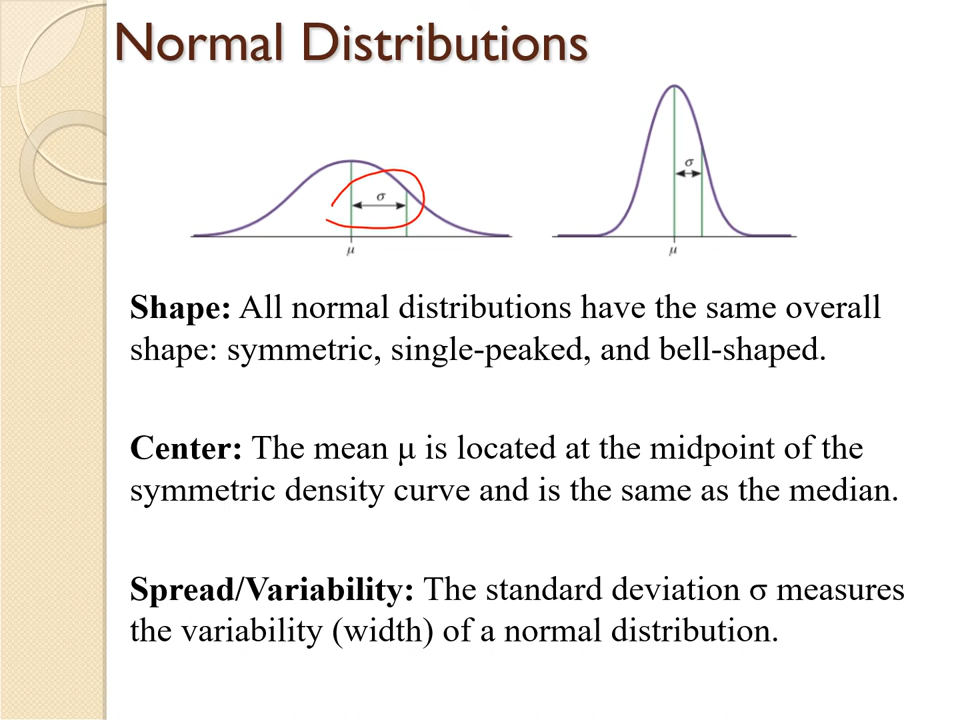 Normal Distributions
σ
σ
μ
μ
Shape: All normal distributions have the same overall
shape: symmetric, single-peaked, and bell-shaped.
Center: The mean μ is located at the midpoint of the
symmetric density curve and is the same as the median.
Spread/Variability: The standard deviation σ measures
the variability (width) of a normal distribution.